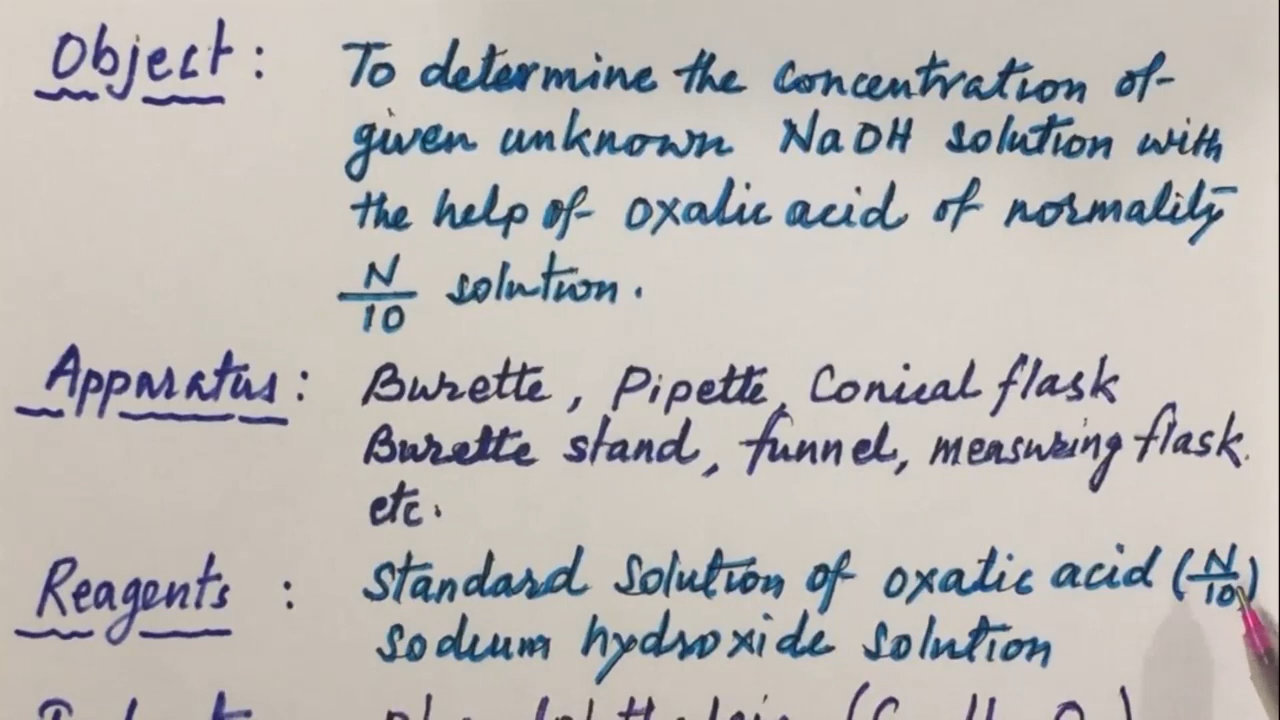 Object : To determine the concentration of
given unknown NaOH solution with
the help of oxalic acid of normality
N/10 solution.
Apparatus : Burette, Pipette, Conical flask
Burette stand, funnel, measuring flask.
etc.
Reagents : Standard solution of oxalic acid (N/10)
sodium hydroxide solution